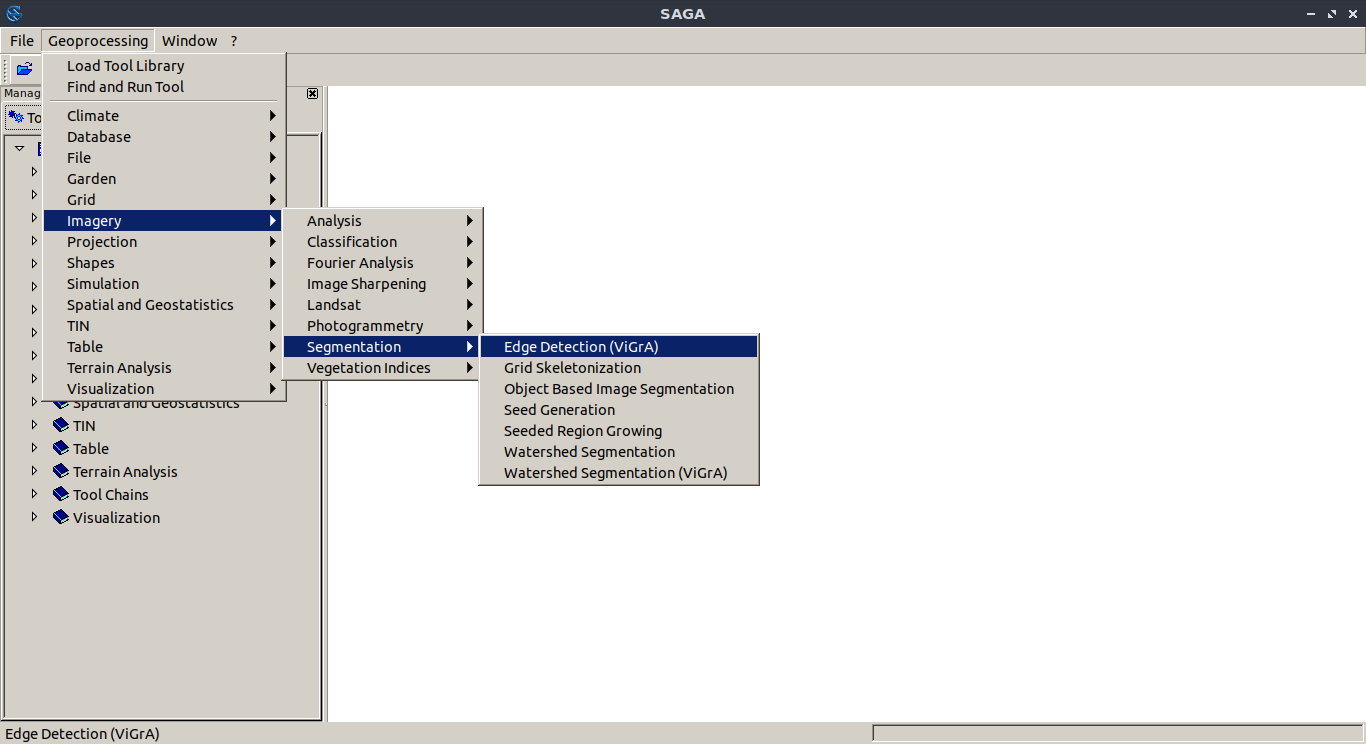 SAGA
File Geoprocessing Window ?
Load Tool Library
Find and Run Tool
Manag
To
Climate
Database
File
Garden
Grid
Imagery
Projection
Shapes
Simulation
Spatial and Geostatistics
TIN
Table
Terrain Analysis
Visualization
Analysis
Classification
Fourier Analysis
Image Sharpening
Landsat
Photogrammetry
Segmentation
Vegetation Indices
Edge Detection (ViGrA)
Grid Skeletonization
Object Based Image Segmentation
Seed Generation
Seeded Region Growing
Watershed Segmentation
Watershed Segmentation (ViGrA)
Spatial and Geostatistics
TIN
Table
Terrain Analysis
Tool Chains
Visualization
Edge Detection (ViGrA)